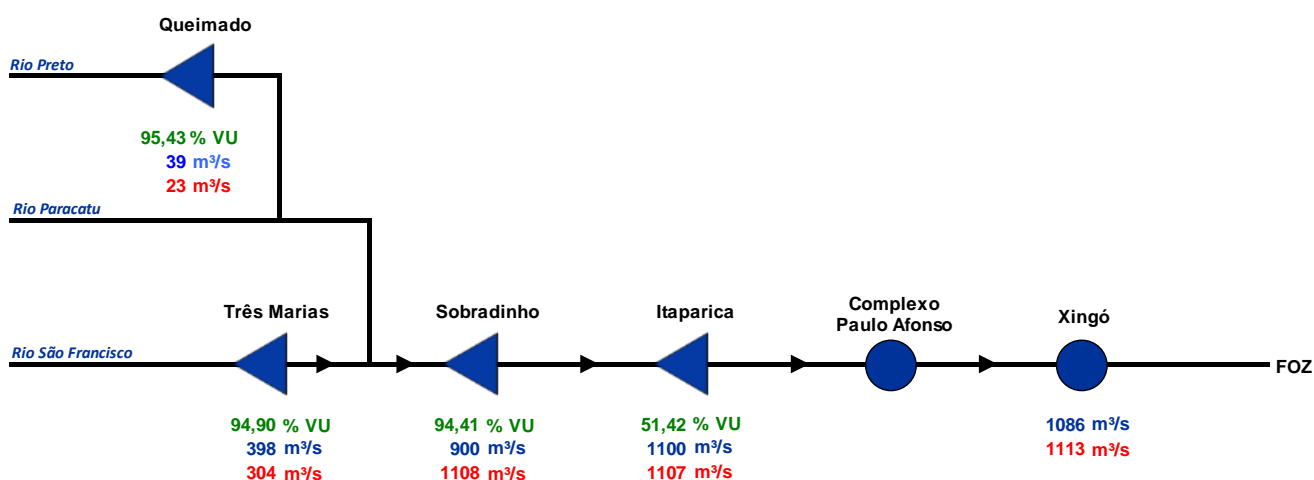 Queimado
Rio Preto
95,43 % VU
39 m³/s
23 m³/s
Rio Paracatu
Três Marias
Sobradinho
Itaparica
Complexo
Paulo Afonso
Xingó
Rio São Francisco
FOZ
94,90 % VU
398 m³/s
304 m³/s
94,41 % VU
900 m³/s
1108 m³/s
51,42 % VU
1100 m³/s
1107 m³/s
1086 m³/s
1113 m³/s